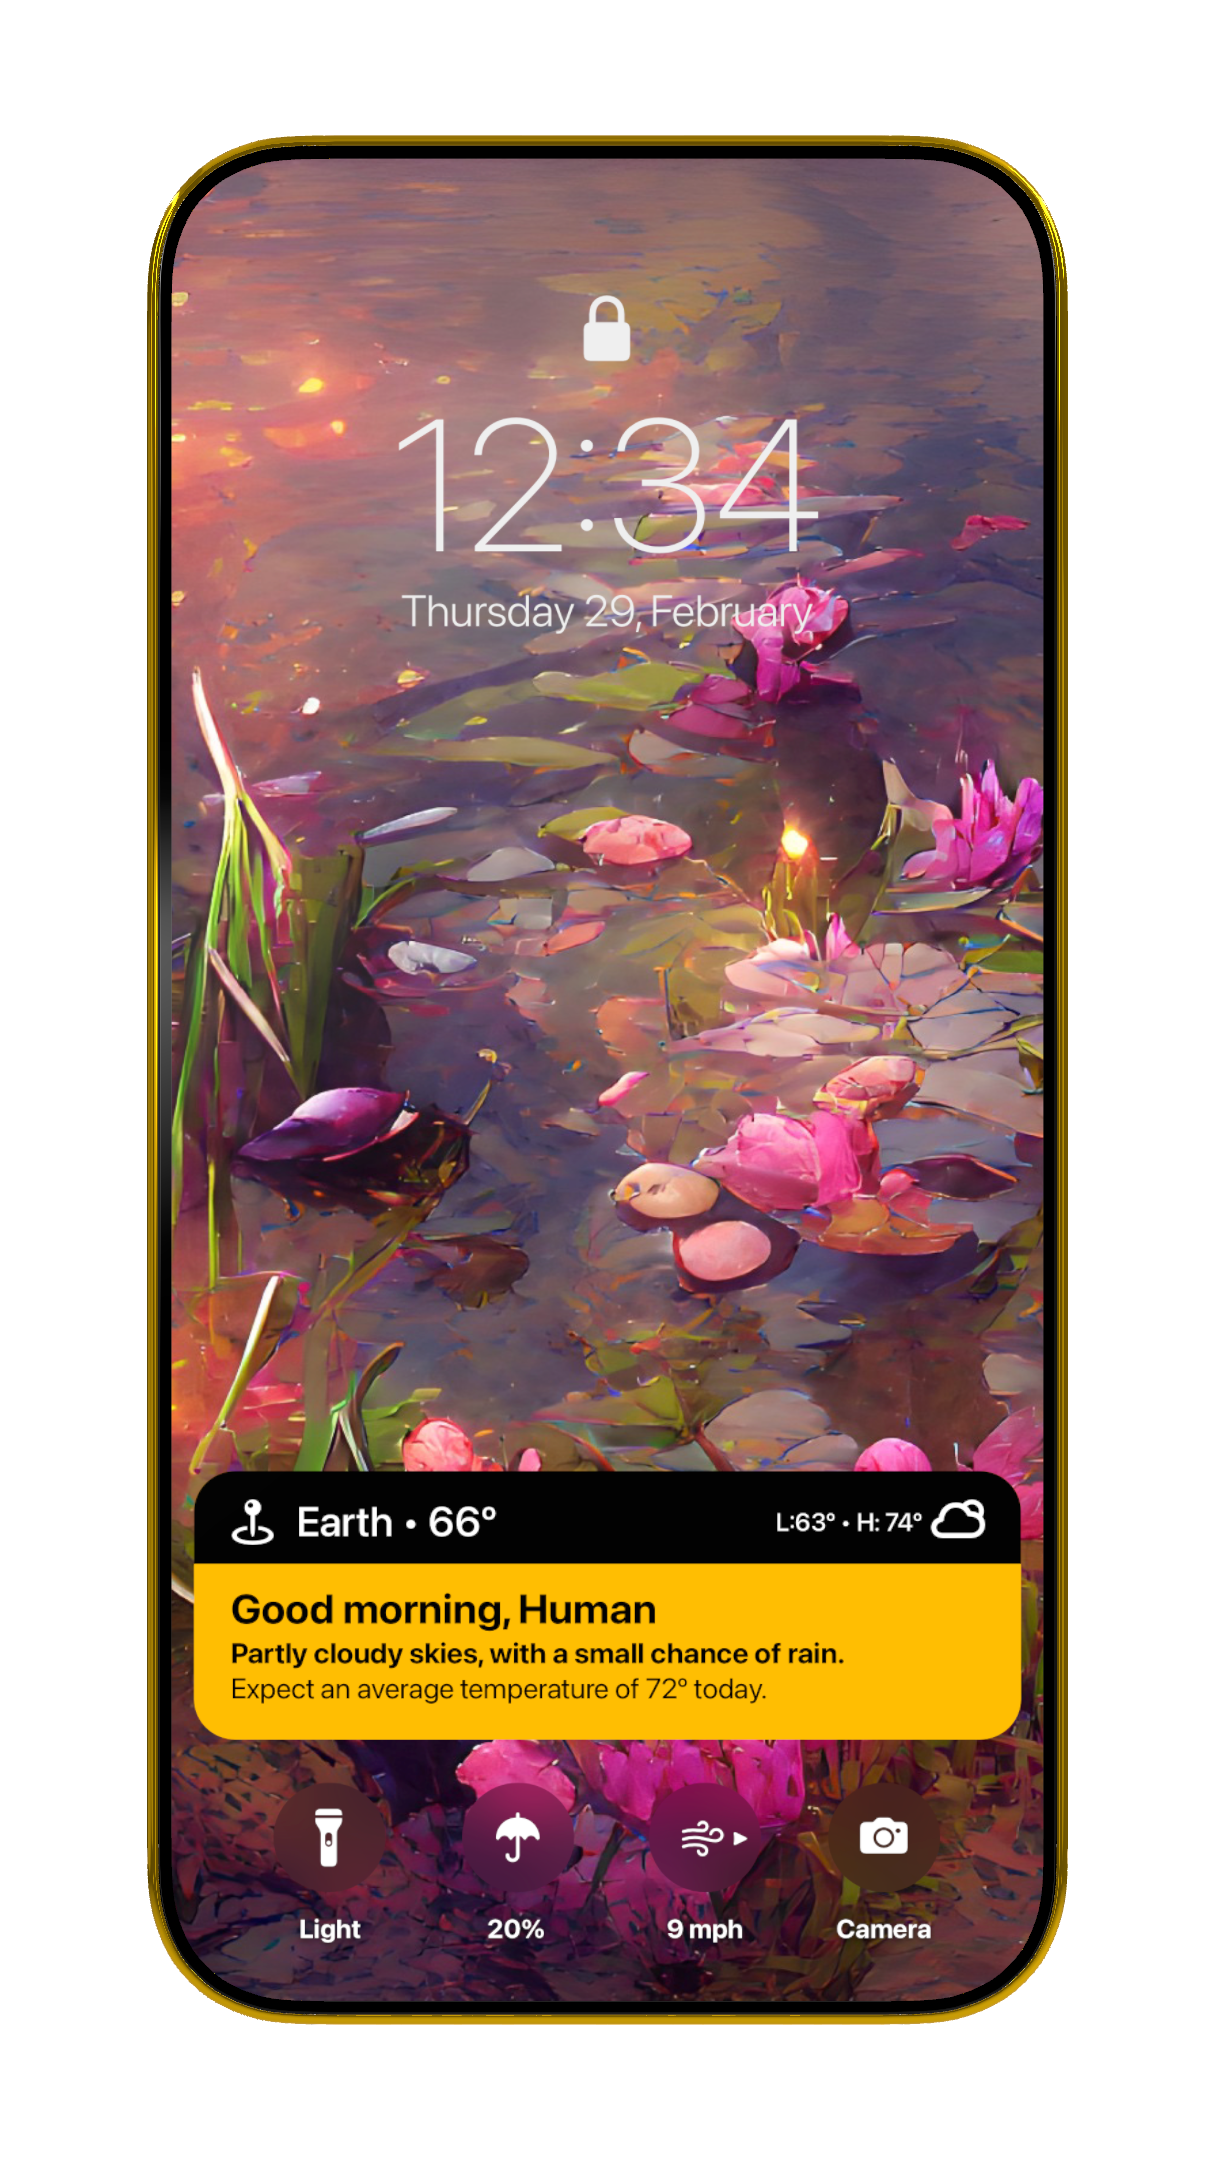 12:34
Thursday 29, February
Earth • 66°
L:63° • H: 74°
Good morning, Human
Partly cloudy skies, with a small chance of rain.
Expect an average temperature of 72° today.
Light
20%
9 mph
Camera